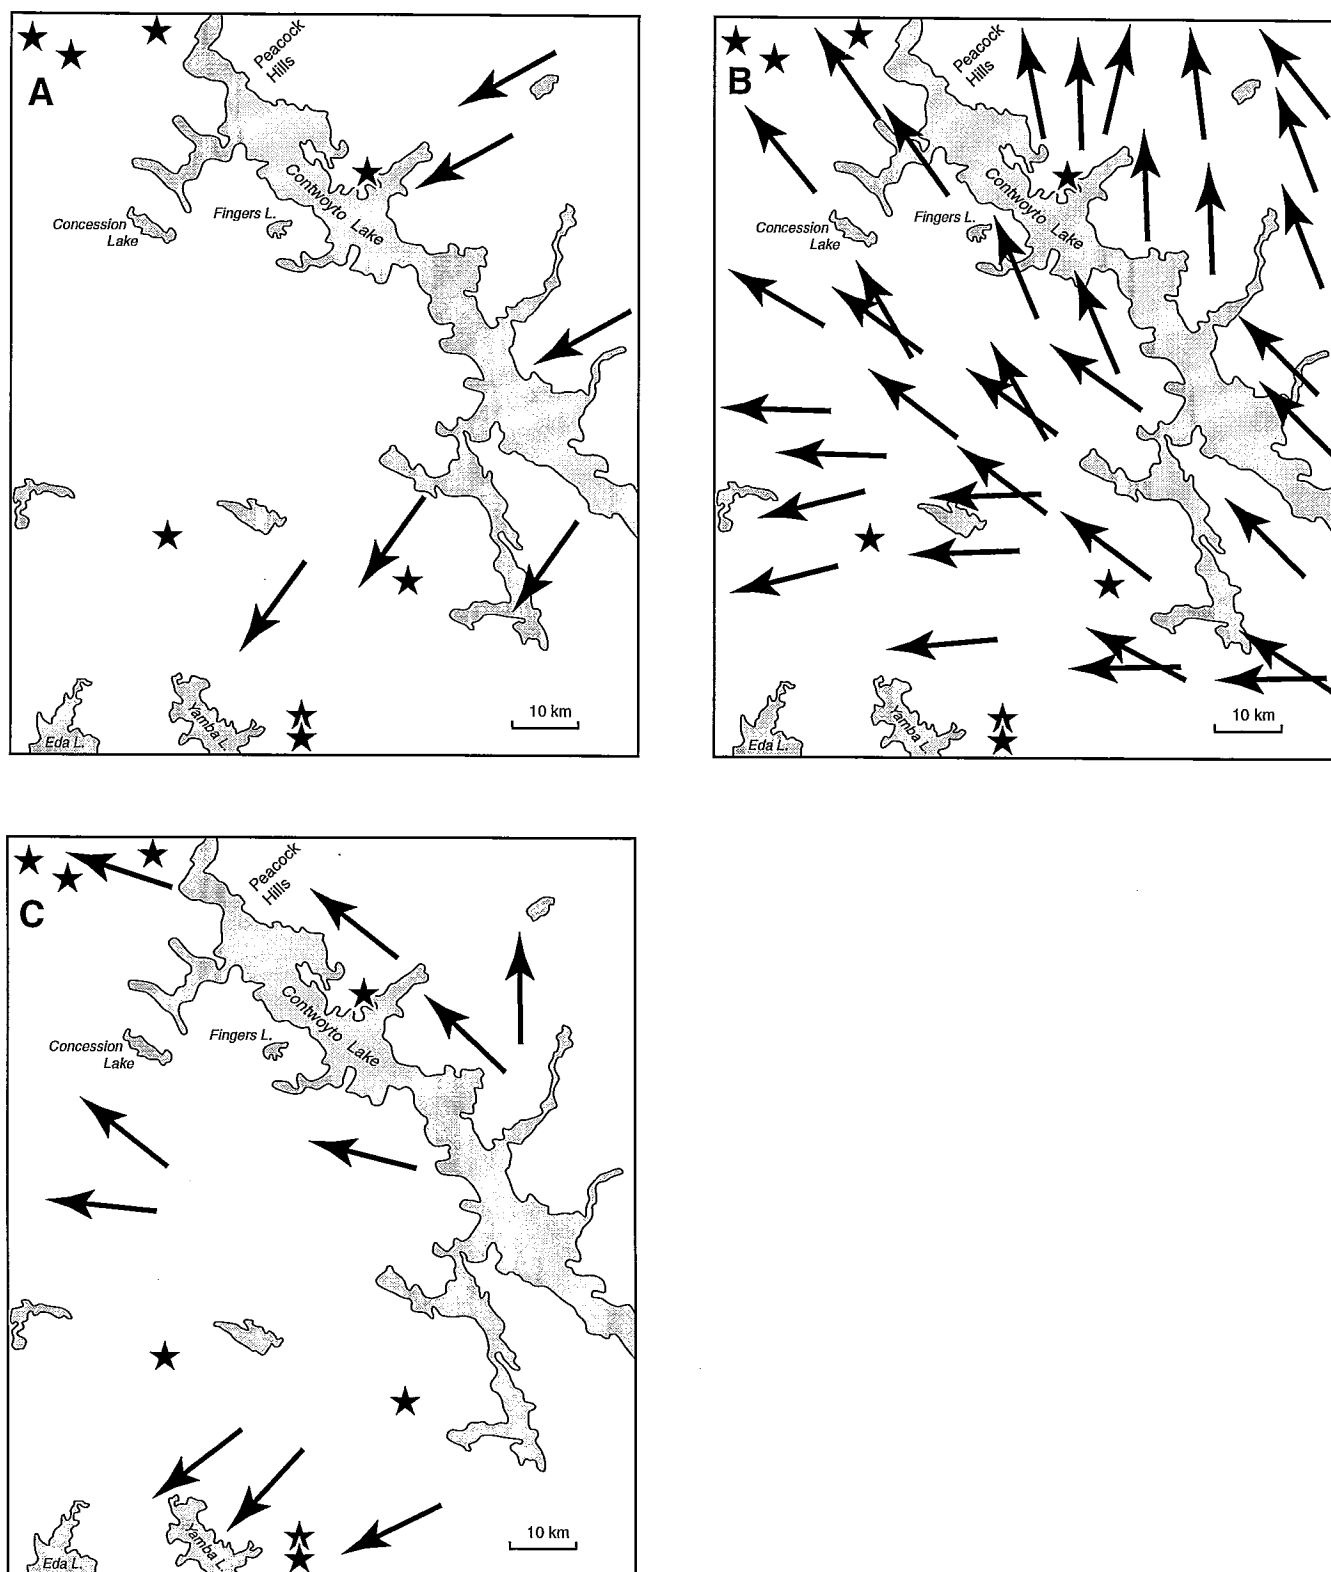 A
Peacock
Hills
Contwoyto
Lake
Concession
Lake
Fingers L.
Yamba L.
Eda L.
10 km
B
Peacock
Hills
Contwoyto
Lake
Concession
Lake
Fingers L.
Yamba L.
Eda L.
10 km
C
Peacock
Hills
Contwoyto
Lake
Concession
Lake
Fingers L.
Yamba L.
Eda L.
10 km